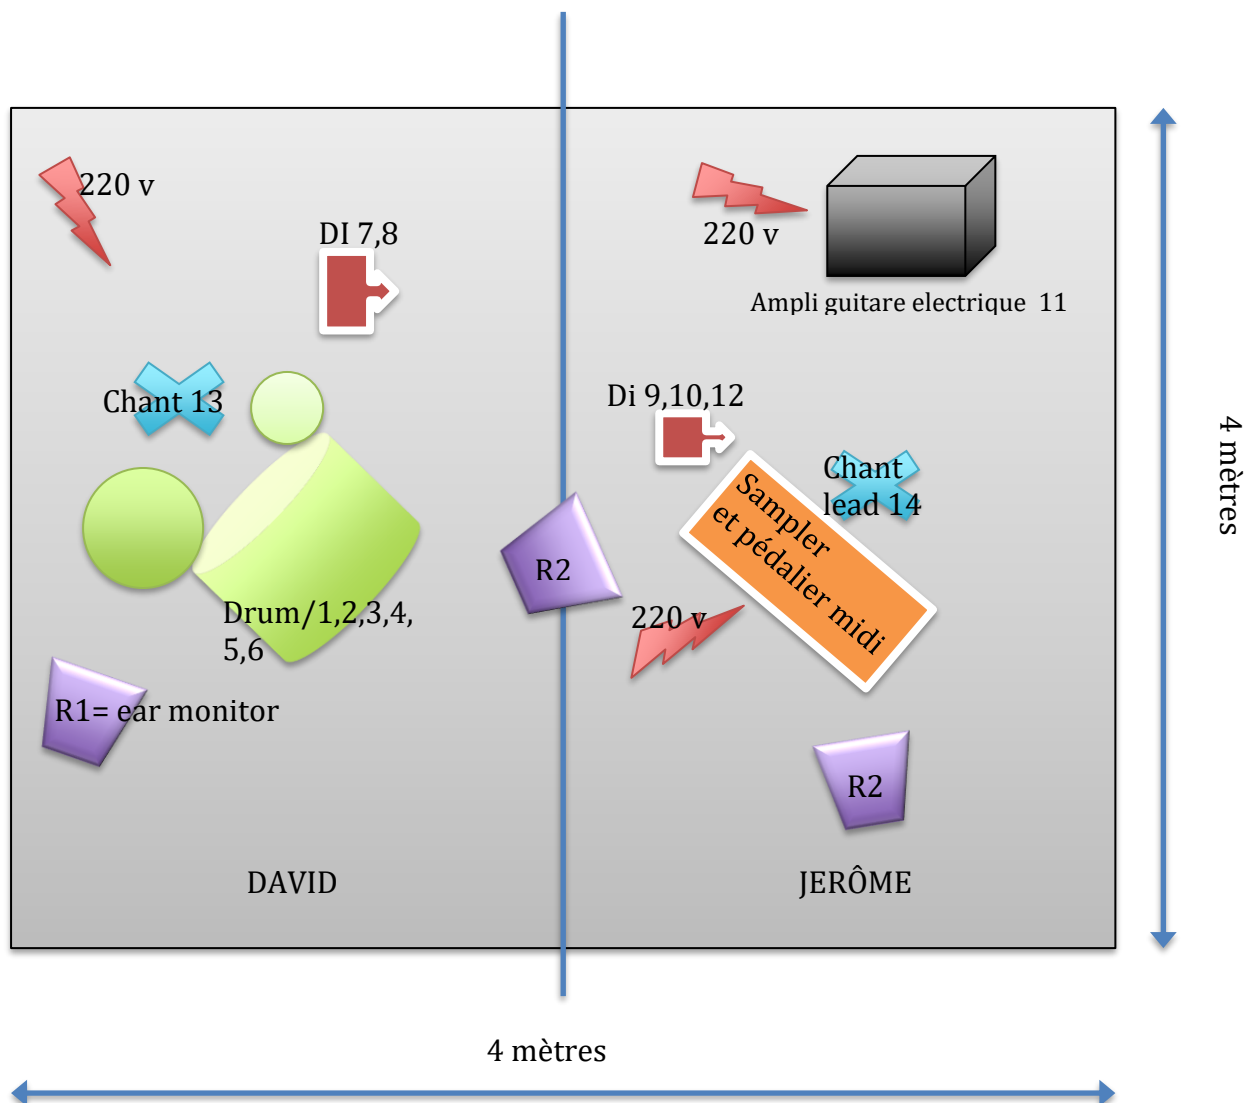 220 v
DI 7,8
220 v
Ampli guitare electrique  11
Chant 13
Di 9,10,12
Chant
lead 14
Sampler
et pédalier midi
4 mètres
R2
Drum/1,2,3,4,
5,6
220 v
R1= ear monitor
R2
DAVID
JERÔME
4 mètres